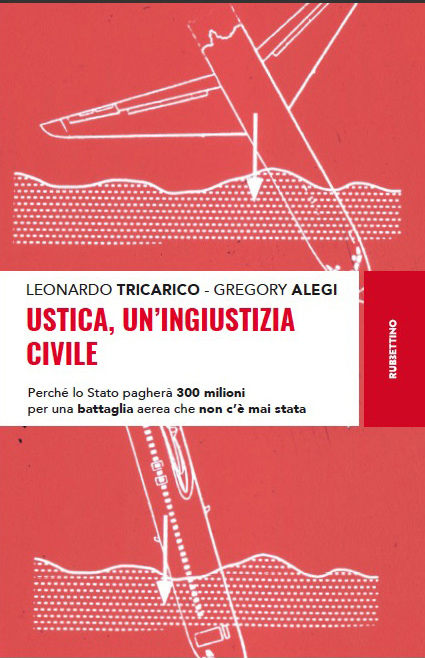 LEONARDO TRICARICO - GREGORY ALEGI
USTICA, UN'INGIUSTIZIA
CIVILE
Perché lo Stato pagherà 300 milioni
per una battaglia aerea che non c'è mai stata
RUBBETTINO